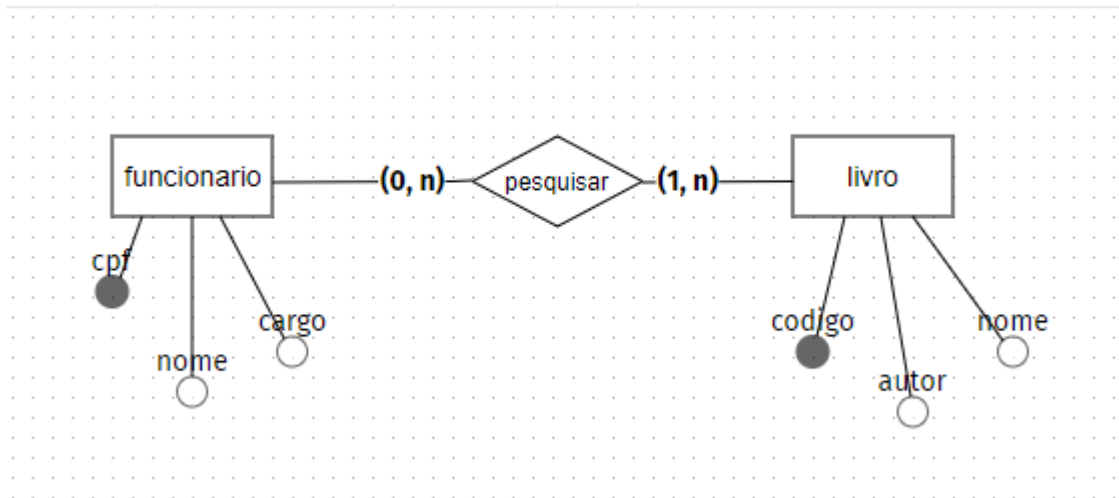 funcionario
(0, n)
pesquisar
(1, n)
livro
cpf
nome
cargo
codigo
autor
nome